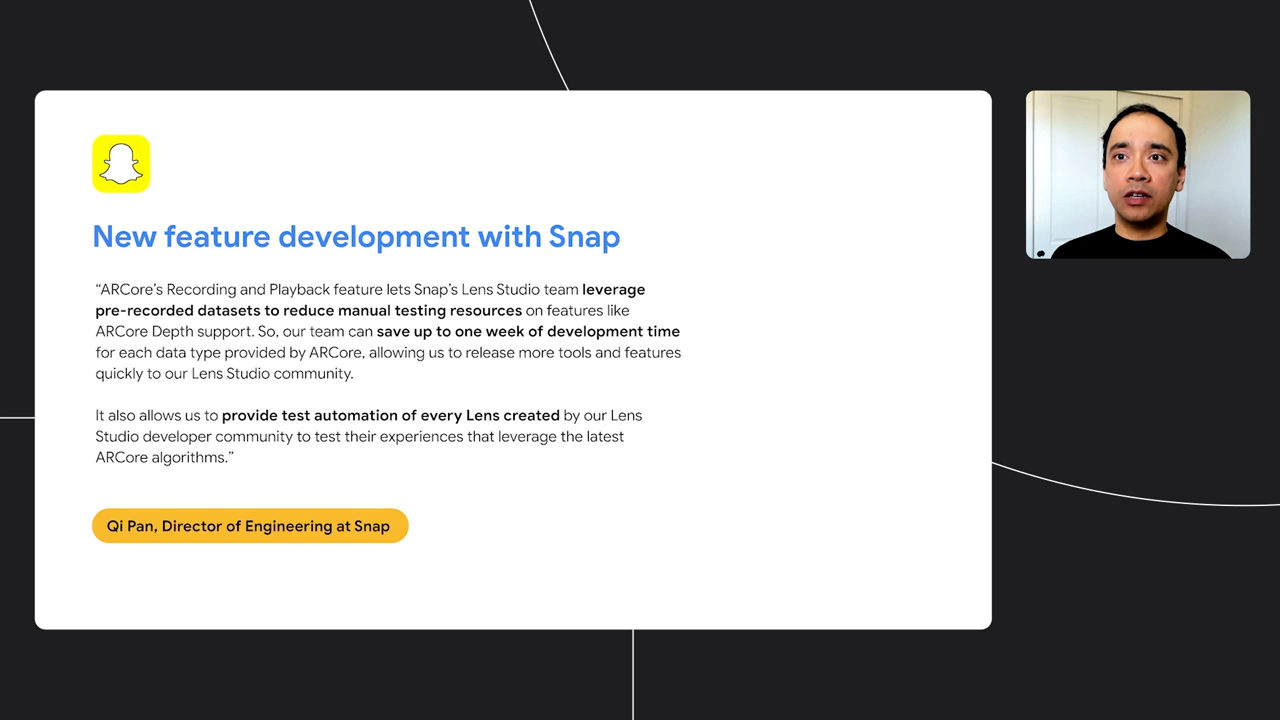 New feature development with Snap
“ARCore’s Recording and Playback feature lets Snap’s Lens Studio team leverage
pre-recorded datasets to reduce manual testing resources on features like
ARCore Depth support. So, our team can save up to one week of development time
for each data type provided by ARCore, allowing us to release more tools and features
quickly to our Lens Studio community.
It also allows us to provide test automation of every Lens created by our Lens
Studio developer community to test their experiences that leverage the latest
ARCore algorithms.”
Qi Pan, Director of Engineering at Snap